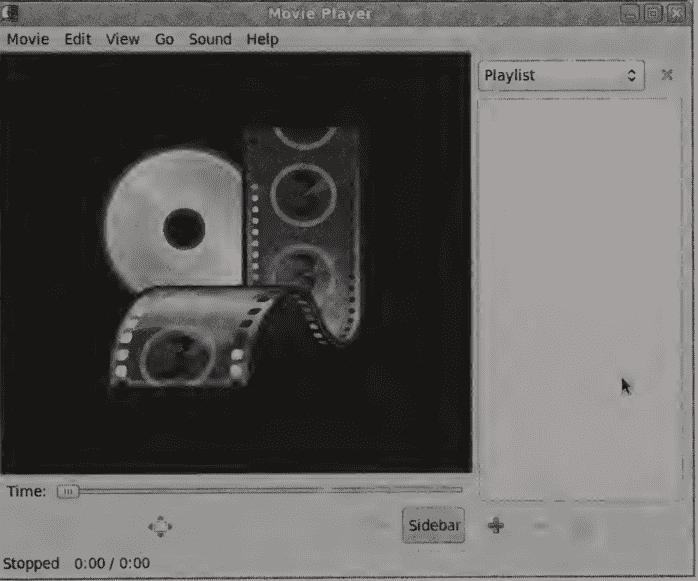 Movie Player
Movie Edit View Go Sound Help
Playlist
Time:
Sidebar
Stopped 0:00 / 0:00